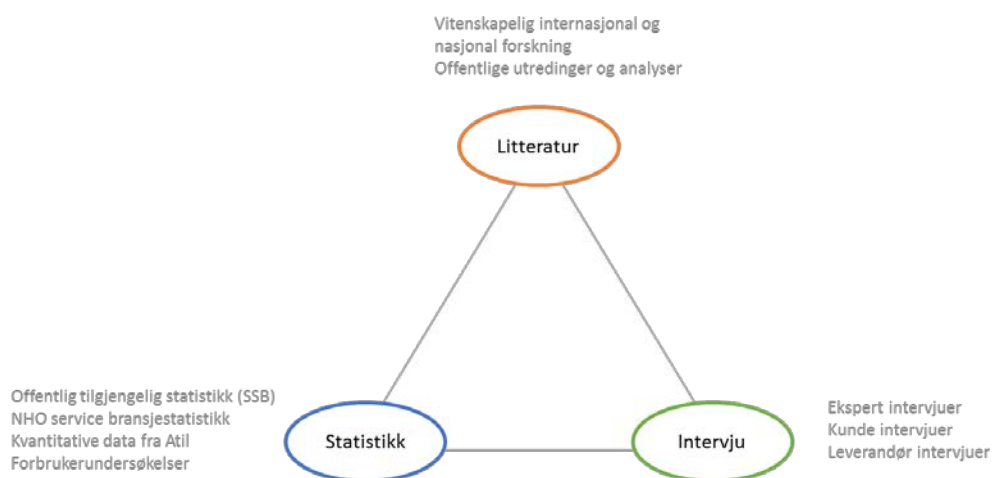 Vitenskapelig internasjonal og
nasjonal forskning
Offentlige utredinger og analyser
Litteratur
Offentlig tilgjengelig statistikk (SSB)
NHO service bransjestatistikk
Kvantitative data fra Atil
Forbrukerundersøkelser
Statistikk
Intervju
Ekspert intervjuer
Kunde intervjuer
Leverandør intervjuer